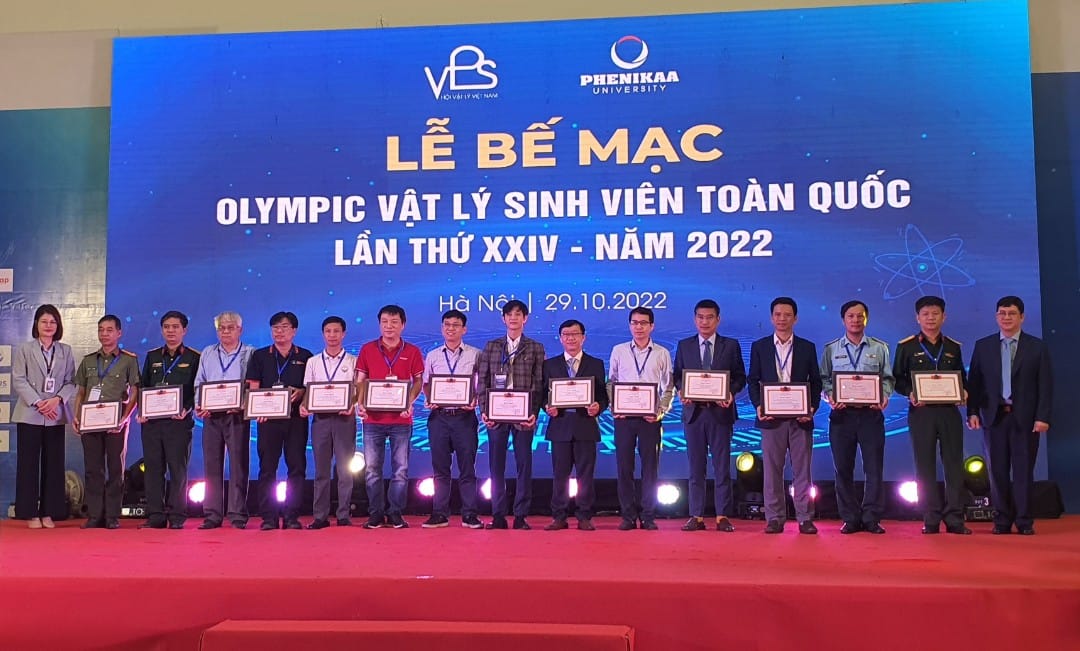 VPS
HỘI VẬT LÝ VIỆT NAM
PHENIKAA
UNIVERSITY
LỄ BẾ MẠC
OLYMPIC VẬT LÝ SINH VIÊN TOÀN QUỐC
LẦN THỨ XXIV - NĂM 2022
Hà Nội | 29.10.2022